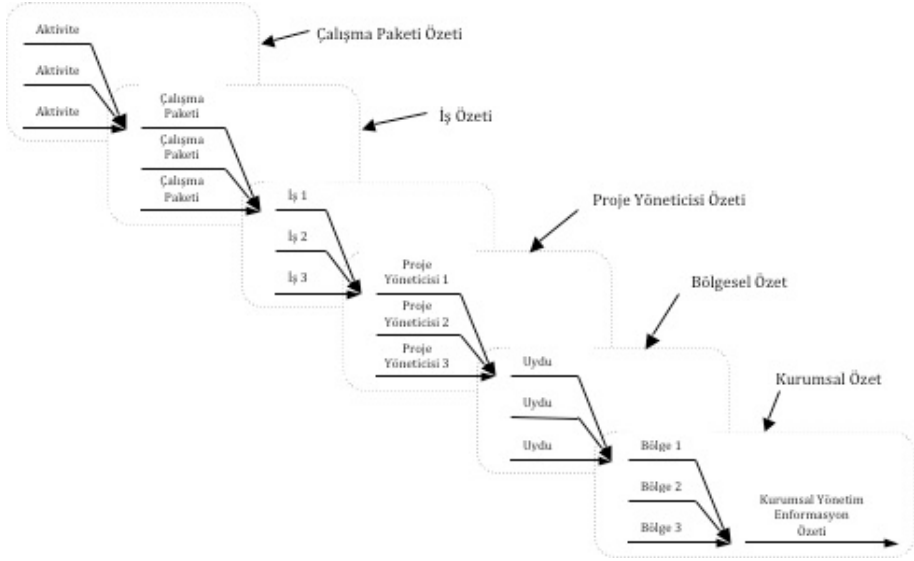 Aktivite
Aktivite
Aktivite
Çalışma Paketi Özeti
Çalışma
Paketi
Çalışma
Paketi
Çalışma
Paketi
İş Özeti
İş 1
İş 2
İş 3
Proje Yöneticisi Özeti
Proje
Yöneticisi 1
Proje
Yöneticisi 2
Proje
Yöneticisi 3
Bölgesel Özet
Uydu
Uydu
Uydu
Kurumsal Özet
Bölge 1
Bölge 2
Bölge 3
Kurumsal Yönetim
Enformasyon
Özeti